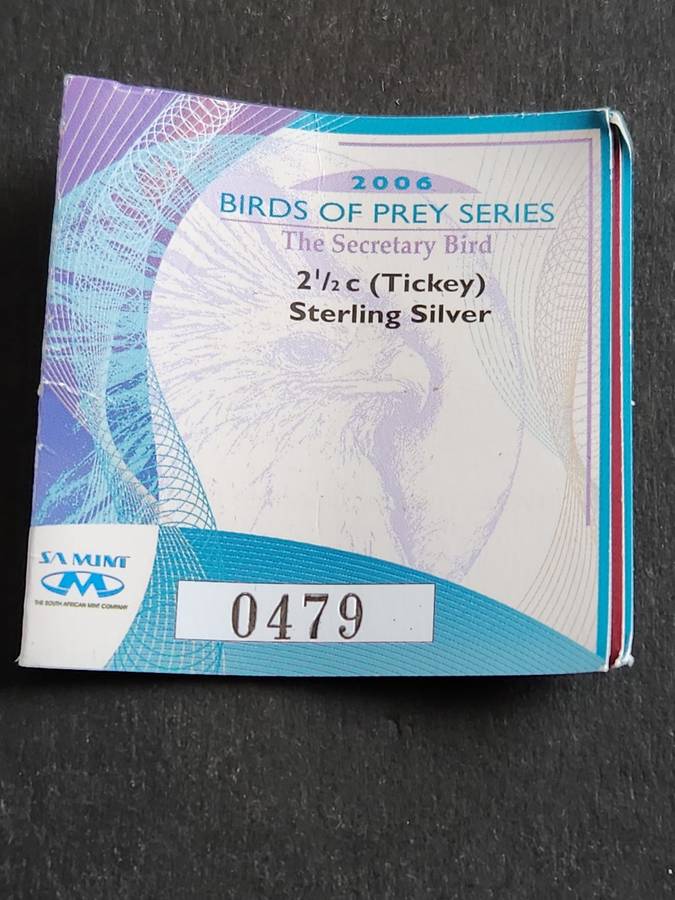 2006
BIRDS OF PREY SERIES
The Secretary Bird
2½ c (Tickey)
Sterling Silver
SA MINT
THE SOUTH AFRICAN MINT COMPANY
0479